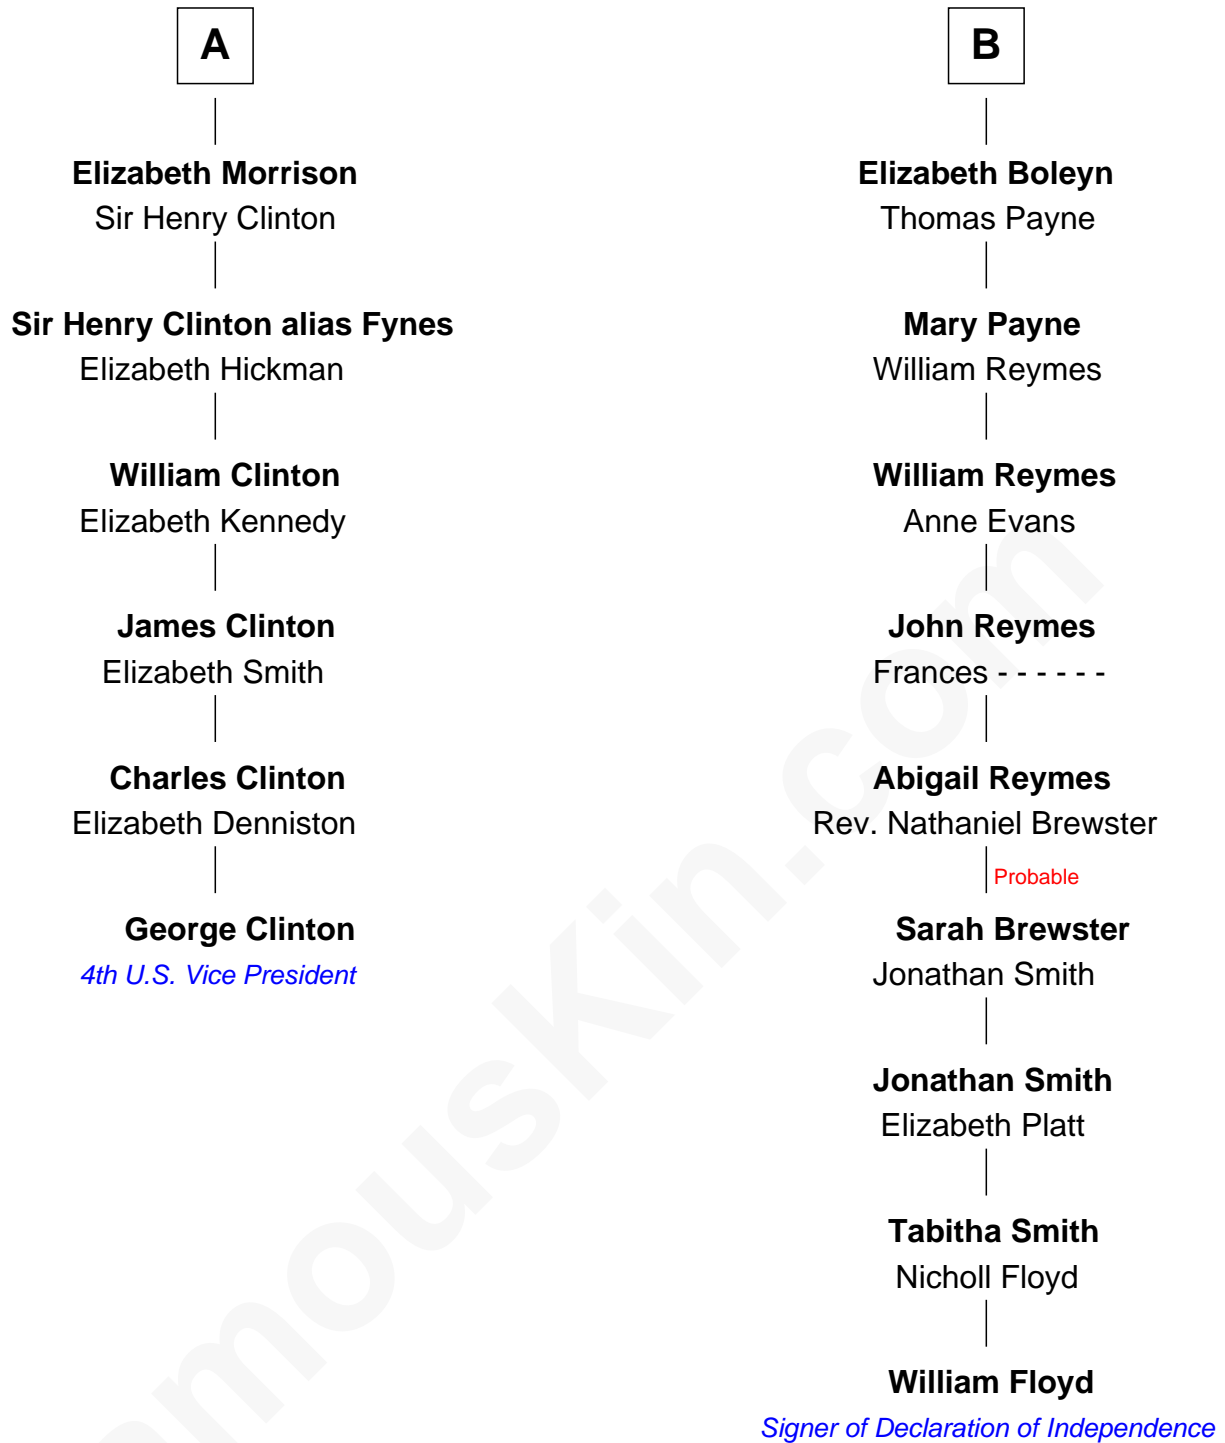 A
Elizabeth Morrison
Sir Henry Clinton
Sir Henry Clinton alias Fynes
Elizabeth Hickman
William Clinton
Elizabeth Kennedy
James Clinton
Elizabeth Smith
Charles Clinton
Elizabeth Denniston
George Clinton
4th U.S. Vice President
B
Elizabeth Boleyn
Thomas Payne
Mary Payne
William Reymes
William Reymes
Anne Evans
John Reymes
Frances - - - - - -
Abigail Reymes
Rev. Nathaniel Brewster
Probable
Sarah Brewster
Jonathan Smith
Jonathan Smith
Elizabeth Platt
Tabitha Smith
Nicholl Floyd
William Floyd
Signer of Declaration of Independence
amouskin.com